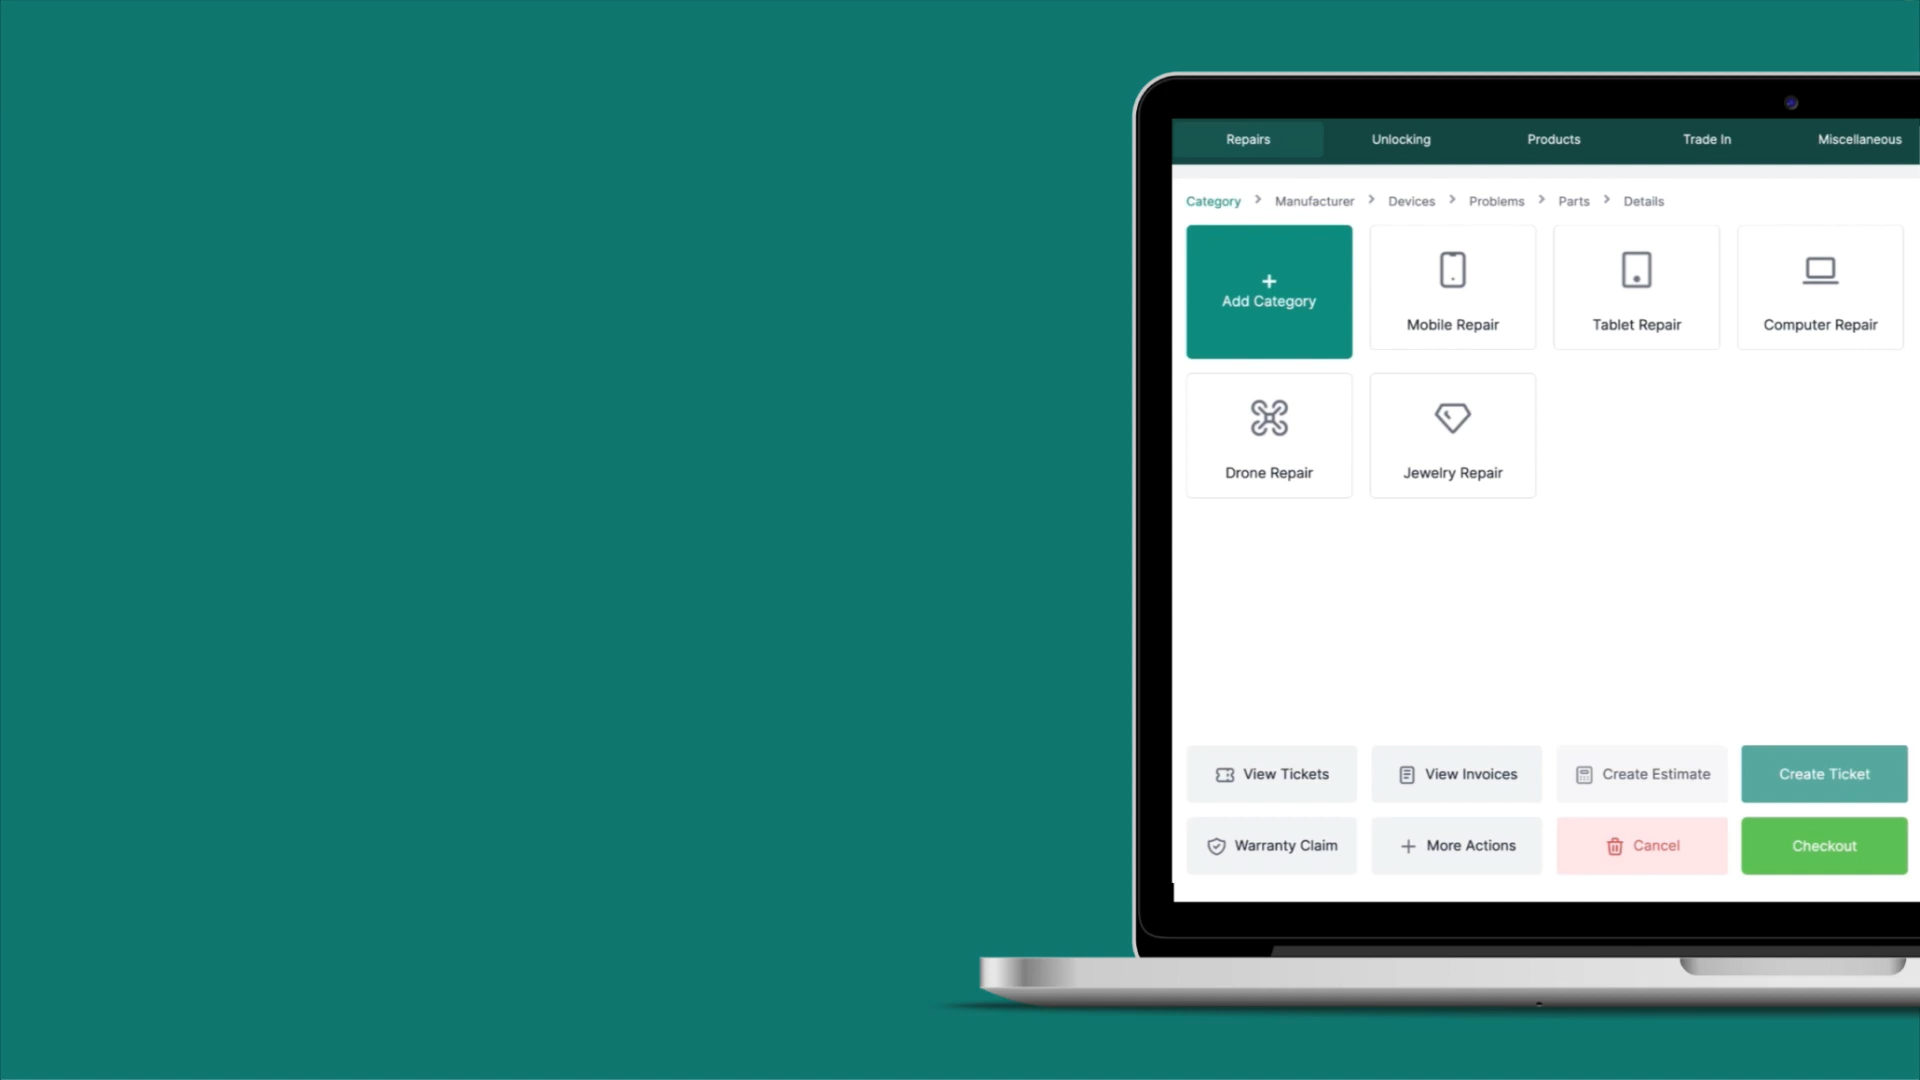 Repairs Unlocking Products Trade In Miscellaneous
Category > Manufacturer > Devices > Problems > Parts > Details
+
Add Category
Mobile Repair
Tablet Repair
Computer Repair
Drone Repair
Jewelry Repair
View Tickets
View Invoices
Create Estimate
Create Ticket
Warranty Claim
More Actions
Cancel
Checkout